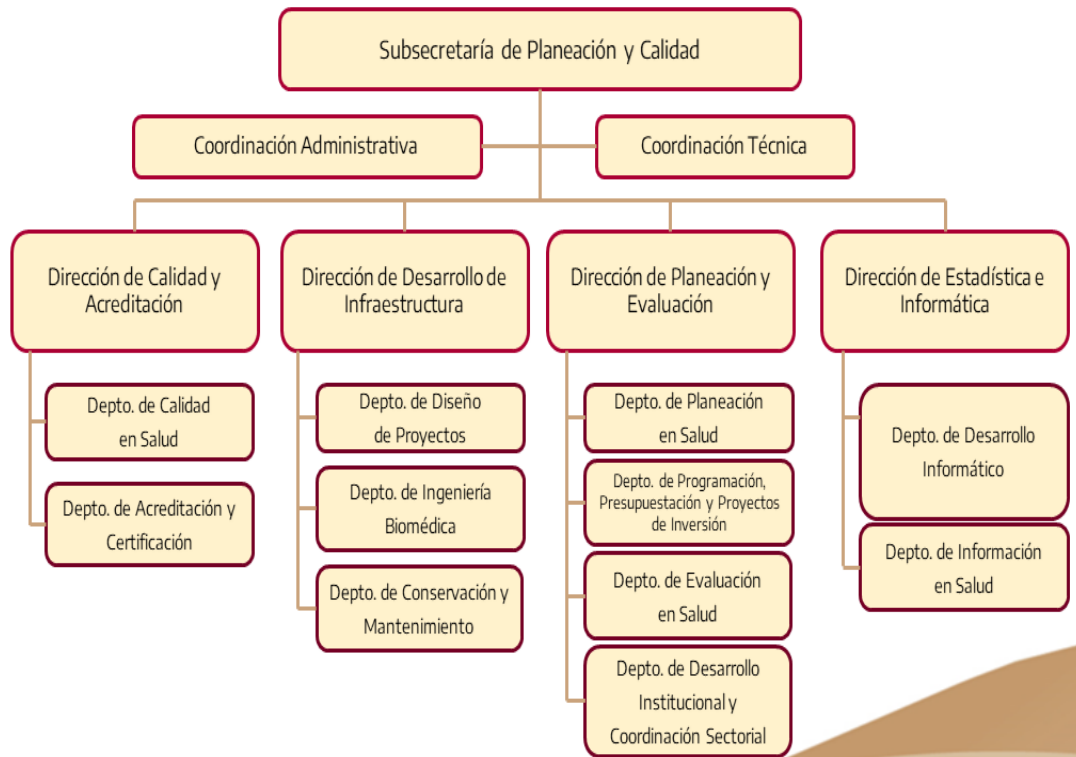 Subsecretaría de Planeación y Calidad
Coordinación Administrativa
Coordinación Técnica
Dirección de Calidad y
Acreditación
Dirección de Desarrollo de
Infraestructura
Dirección de Planeación y
Evaluación
Dirección de Estadística e
Informática
Depto. de Calidad
en Salud
Depto. de Acreditación y
Certificación
Depto. de Diseño
de Proyectos
Depto. de Ingeniería
Biomédica
Depto. de Conservación y
Mantenimiento
Depto. de Planeación
en Salud
Depto. de Programación,
Presupuestación y Proyectos
de Inversión
Depto. de Evaluación
en Salud
Depto. de Desarrollo
Institucional y
Coordinación Sectorial
Depto. de Desarrollo
Informático
Depto. de Información
en Salud